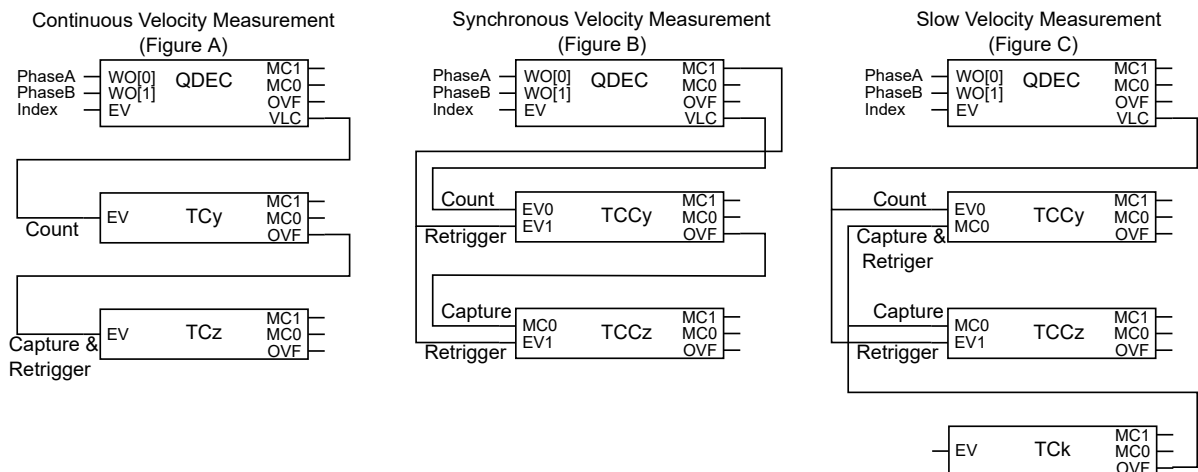 Continuous Velocity Measurement
(Figure A)
PhaseA
PhaseB
Index
WO[0]
WO[1]
EV
QDEC
MC1
MC0
OVF
VLC
Count
EV
TCy
MC1
MC0
OVF
Capture &
Retrigger
EV
TCz
MC1
MC0
OVF
Synchronous Velocity Measurement
(Figure B)
PhaseA
PhaseB
Index
WO[0]
WO[1]
EV
QDEC
MC1
MC0
OVF
VLC
Count
Retrigger
EV0
EV1
TCCy
MC1
MC0
OVF
Capture
Retrigger
MC0
EV1
TCCz
MC1
MC0
OVF
Slow Velocity Measurement
(Figure C)
PhaseA
PhaseB
Index
WO[0]
WO[1]
EV
QDEC
MC1
MC0
OVF
VLC
Count
Capture &
Retriger
EV0
MC0
TCCy
MC1
MC0
OVF
Capture
Retrigger
MC0
EV1
TCCz
MC1
MC0
OVF
EV
TCk
MC1
MC0
OVF